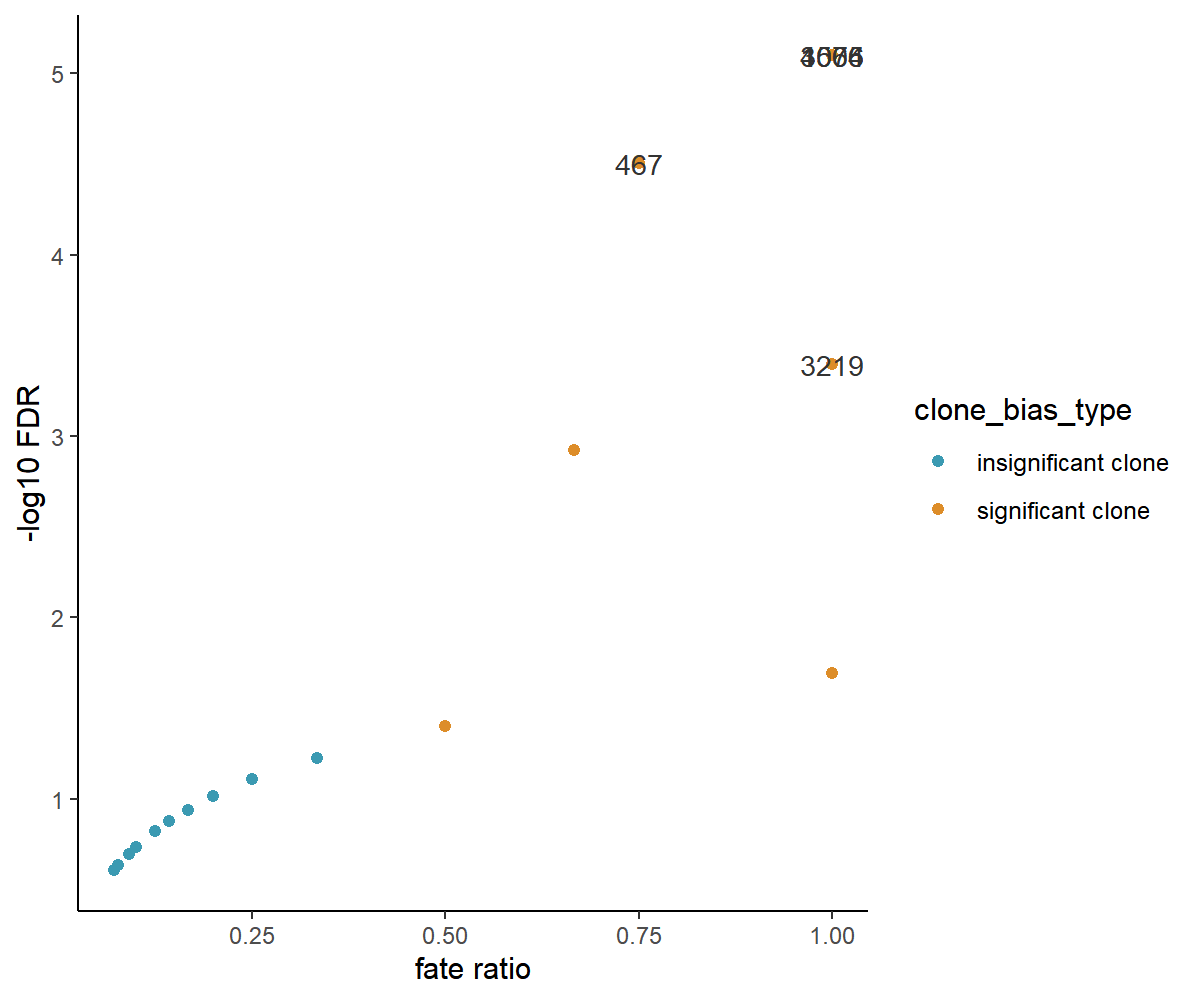 5
467
4
3219
clone_bias_type
3
insignificant clone
significant clone
2
1
0.25 0.50 0.75 1.00
fate ratio
-log10 FDR